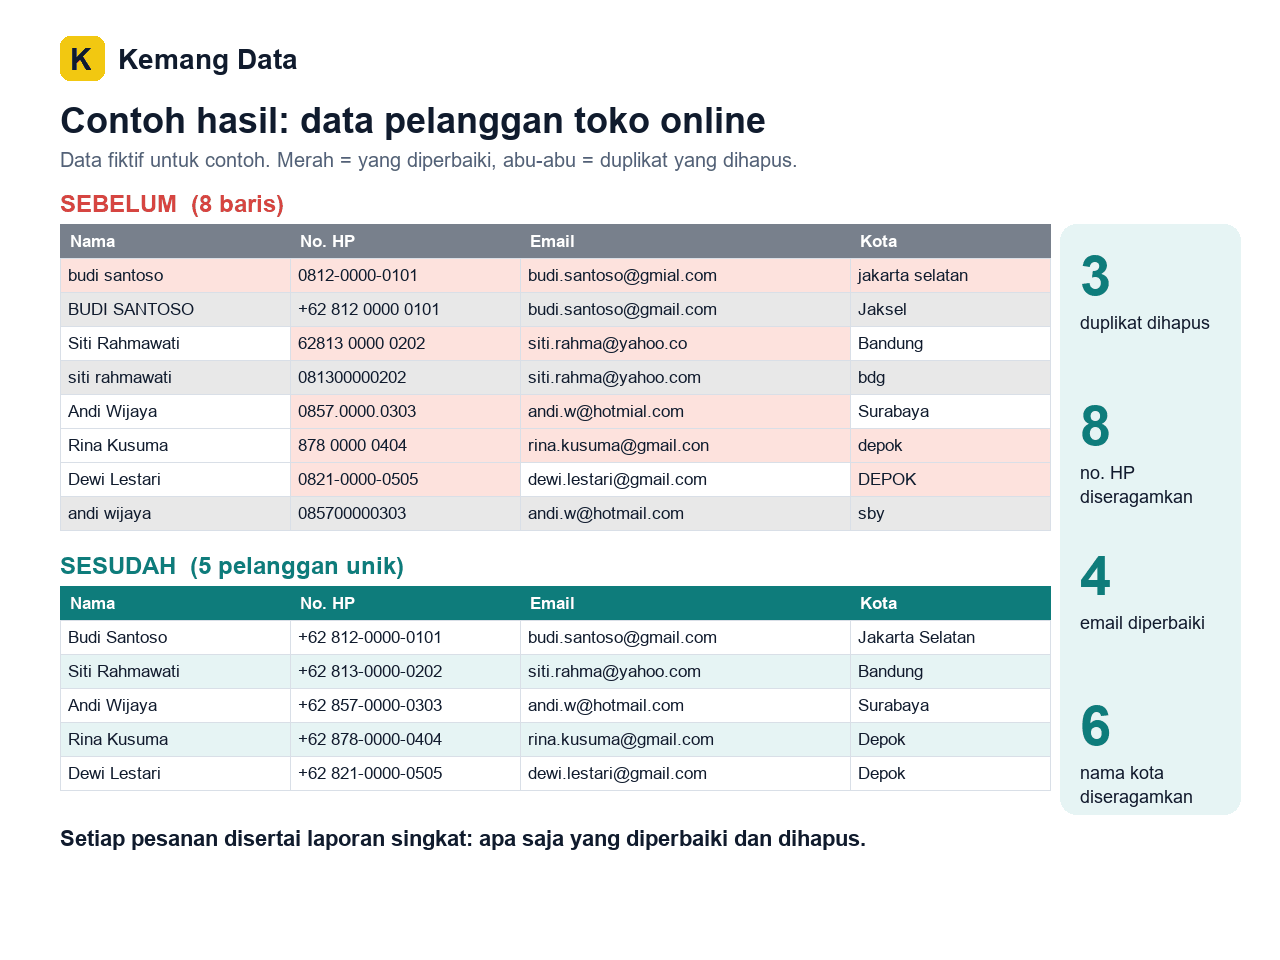 K Kemang Data
Contoh hasil: data pelanggan toko online
Data fiktif untuk contoh. Merah = yang diperbaiki, abu-abu = duplikat yang dihapus.
SEBELUM (8 baris)
Nama No. HP Email Kota
budi santoso 0812-0000-0101 budi.santoso@gmial.com jakarta selatan
BUDI SANTOSO +62 812 0000 0101 budi.santoso@gmail.com Jaksel
Siti Rahmawati 62813 0000 0202 siti.rahma@yahoo.co Bandung
siti rahmawati 081300000202 siti.rahma@yahoo.com bdg
Andi Wijaya 0857.0000.0303 andi.w@hotmial.com Surabaya
Rina Kusuma 878 0000 0404 rina.kusuma@gmail.con depok
Dewi Lestari 0821-0000-0505 dewi.lestari@gmail.com DEPOK
andi wijaya 085700000303 andi.w@hotmail.com sby
SESUDAH (5 pelanggan unik)
Nama No. HP Email Kota
Budi Santoso +62 812-0000-0101 budi.santoso@gmail.com Jakarta Selatan
Siti Rahmawati +62 813-0000-0202 siti.rahma@yahoo.com Bandung
Andi Wijaya +62 857-0000-0303 andi.w@hotmail.com Surabaya
Rina Kusuma +62 878-0000-0404 rina.kusuma@gmail.com Depok
Dewi Lestari +62 821-0000-0505 dewi.lestari@gmail.com Depok
3
duplikat dihapus
8
no. HP
diseragamkan
4
email diperbaiki
6
nama kota
diseragamkan
Setiap pesanan disertai laporan singkat: apa saja yang diperbaiki dan dihapus.